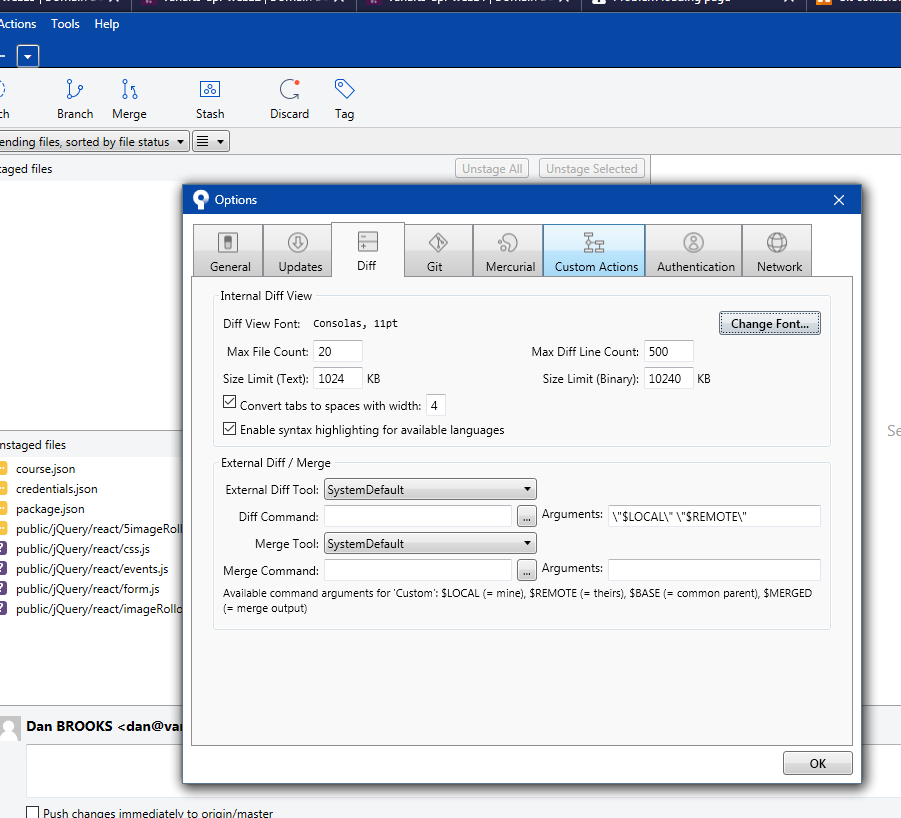 Actions Tools Help
Branch Merge Stash Discard Tag
ending files, sorted by file status
taged files Unstage All Unstage Selected
Options
General Updates Diff Git Mercurial Custom Actions Authentication Network
Internal Diff View
Diff View Font: Consolas, 11pt Change Font...
Max File Count: 20 Max Diff Line Count: 500
Size Limit (Text): 1024 KB Size Limit (Binary): 10240 KB
Convert tabs to spaces with width: 4
Enable syntax highlighting for available languages
External Diff / Merge
External Diff Tool: SystemDefault
Diff Command: ... Arguments: \"$LOCAL\" \"$REMOTE\"
Merge Tool: SystemDefault
Merge Command: ... Arguments:
Available command arguments for 'Custom': $LOCAL (= mine), $REMOTE (= theirs), $BASE (= common parent), $MERGED
(= merge output)
OK
nstaged files
course.json
credentials.json
package.json
public/jQuery/react/5imageRoll
public/jQuery/react/css.js
public/jQuery/react/events.js
public/jQuery/react/form.js
public/jQuery/react/imageRollo
Se
Dan BROOKS <dan@va
Push changes immediately to origin/master